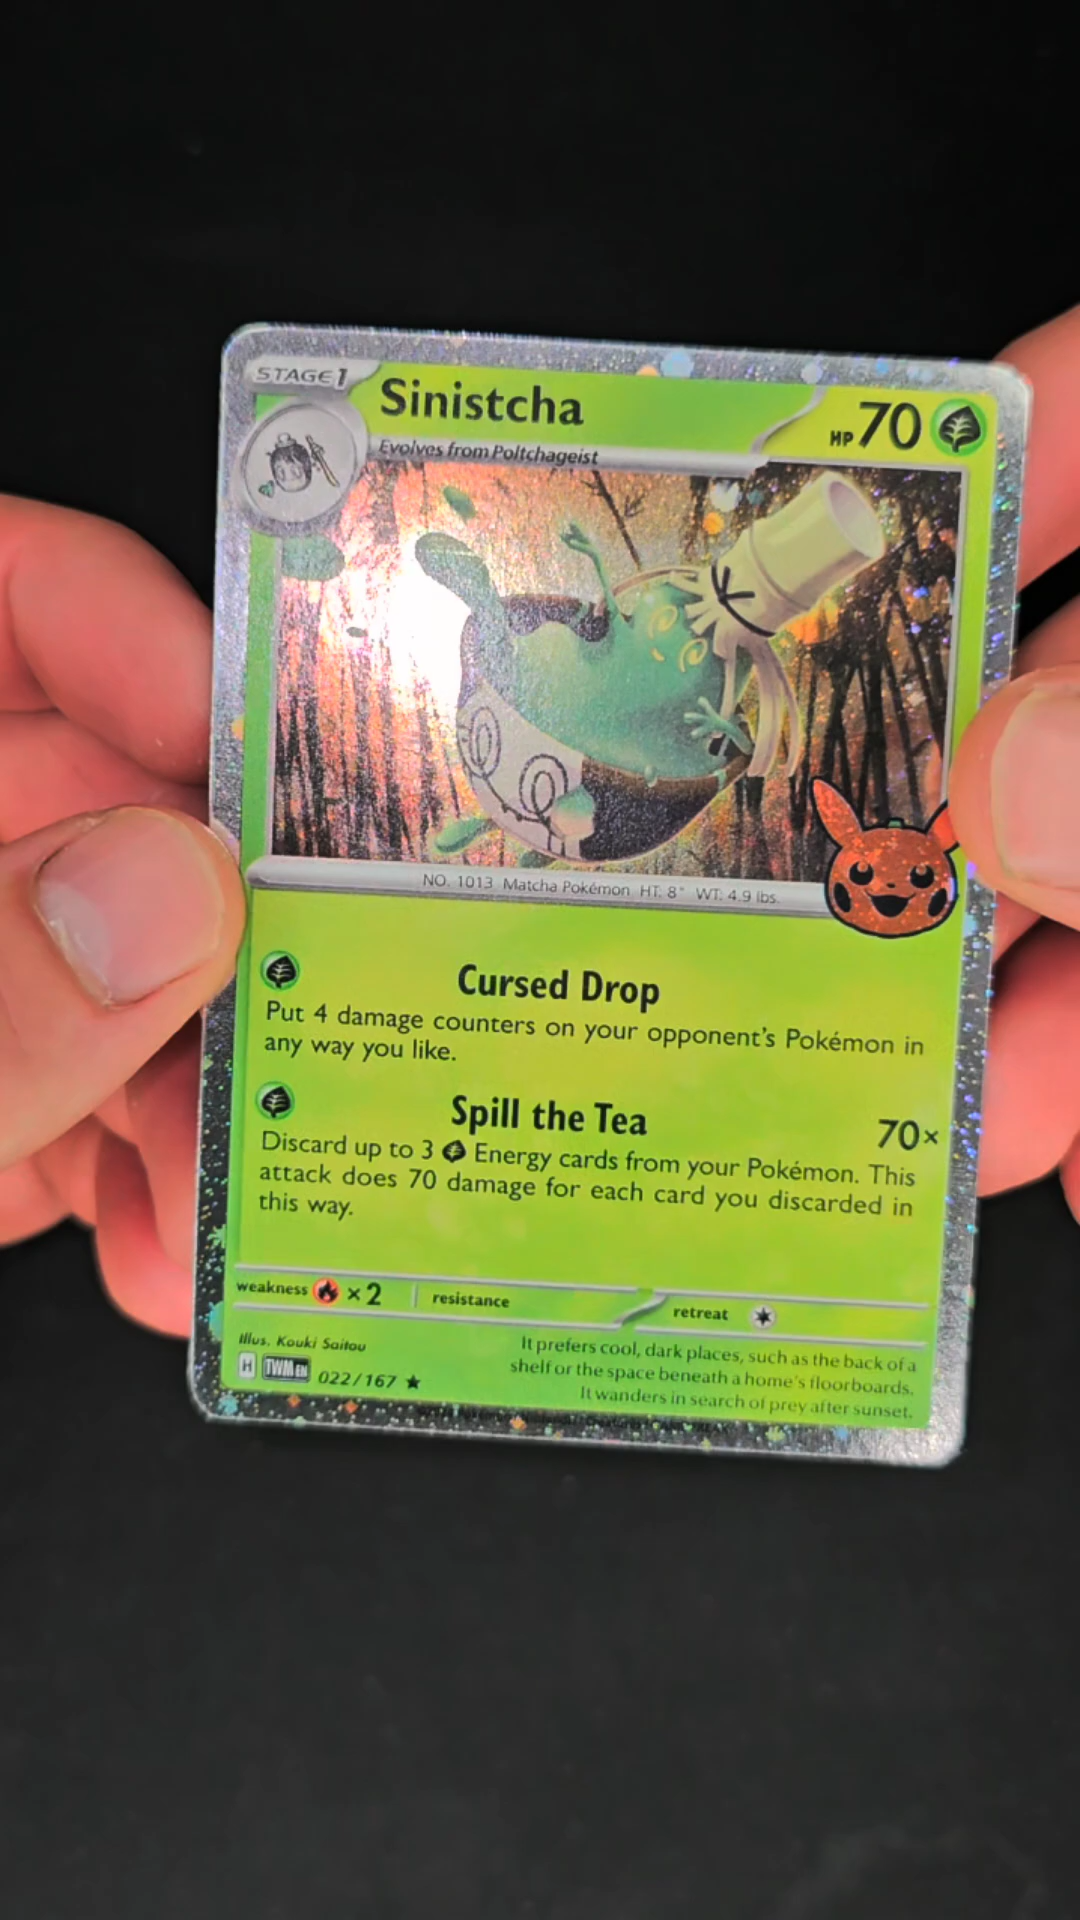 STAGE 1
Sinistcha
HP 70
Evolves from Poltchageist
NO. 1013 Matcha Pokémon HT: 8" WT: 4.9 lbs.
Cursed Drop
Put 4 damage counters on your opponent's Pokémon in
any way you like.
Spill the Tea 70×
Discard up to 3 Energy cards from your Pokémon. This
attack does 70 damage for each card you discarded in
this way.
weakness ×2 resistance retreat
Illus. Kouki Saitou
It prefers cool, dark places, such as the back of a
shelf or the space beneath a home's floorboards.
It wanders in search of prey after sunset.
H TWM EN 022/167 ★